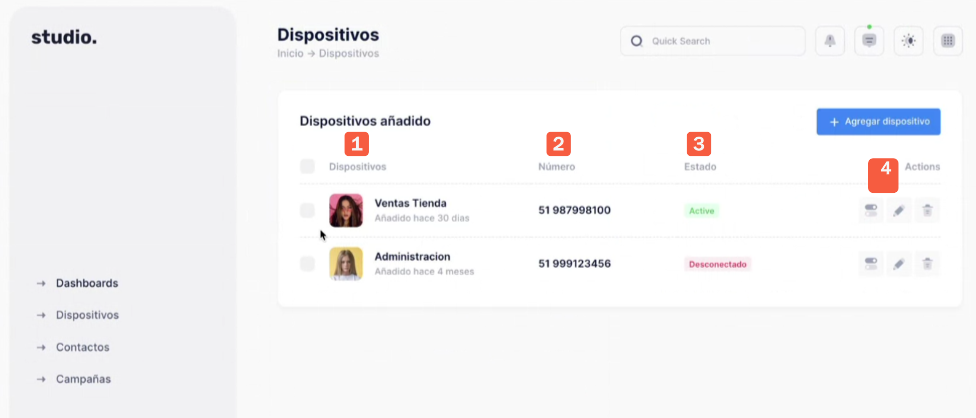 studio.
Dispositivos
Inicio → Dispositivos
Quick Search
Dispositivos añadido
+ Agregar dispositivo
1 2 3 4
Dispositivos Número Estado Actions
Ventas Tienda
Añadido hace 30 dias
51 987998100 Active
Administracion
Añadido hace 4 meses
51 999123456 Desconectado
→ Dashboards
→ Dispositivos
→ Contactos
→ Campañas